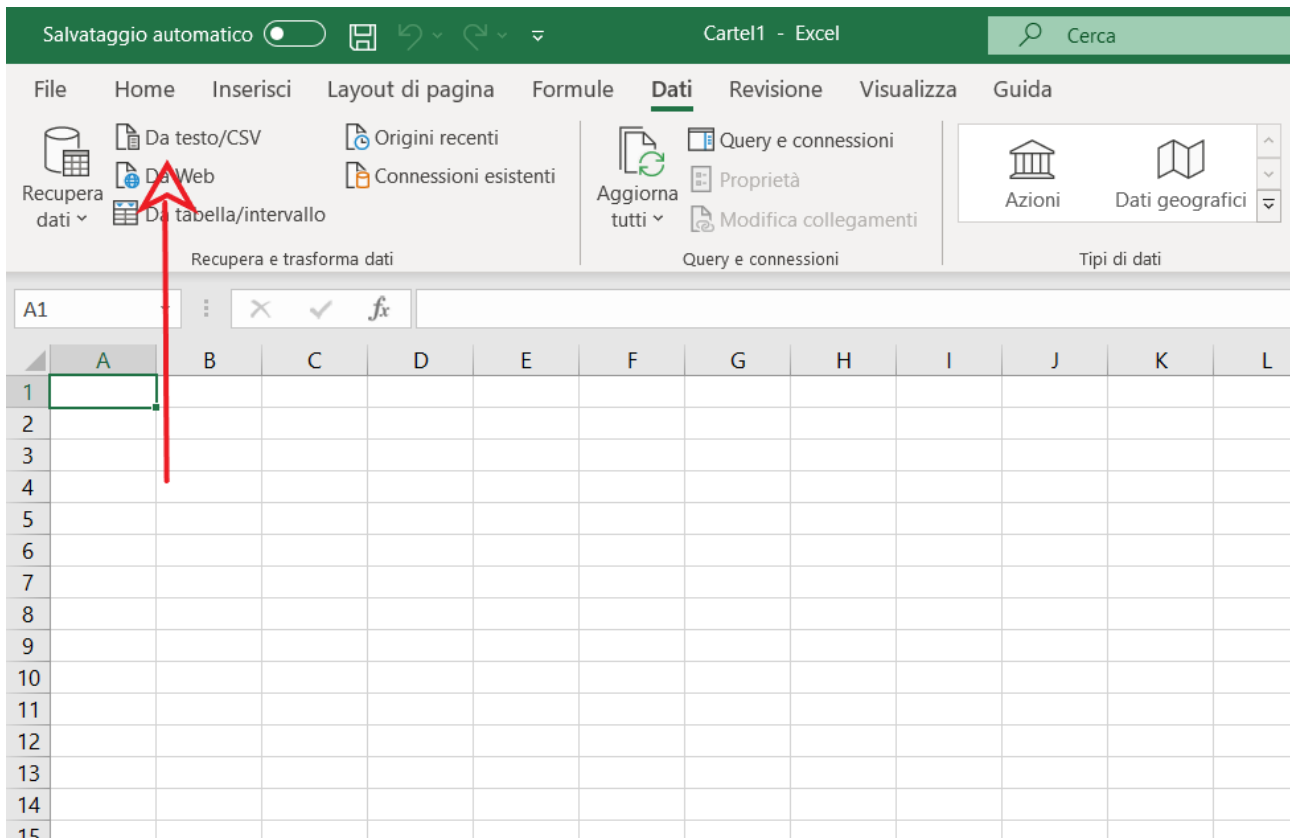 Salvataggio automatico Cartel1 - Excel Cerca
File Home Inserisci Layout di pagina Formule Dati Revisione Visualizza Guida
Recupera dati
Da testo/CSV
Da Web
Da tabella/intervallo
Origini recenti
Connessioni esistenti
Recupera e trasforma dati
Aggiorna
tutti
Query e connessioni
Proprietà
Modifica collegamenti
Query e connessioni
Azioni
Dati geografici
Tipi di dati
A1 fx
A B C D E F G H I J K L
1
2
3
4
5
6
7
8
9
10
11
12
13
14
15